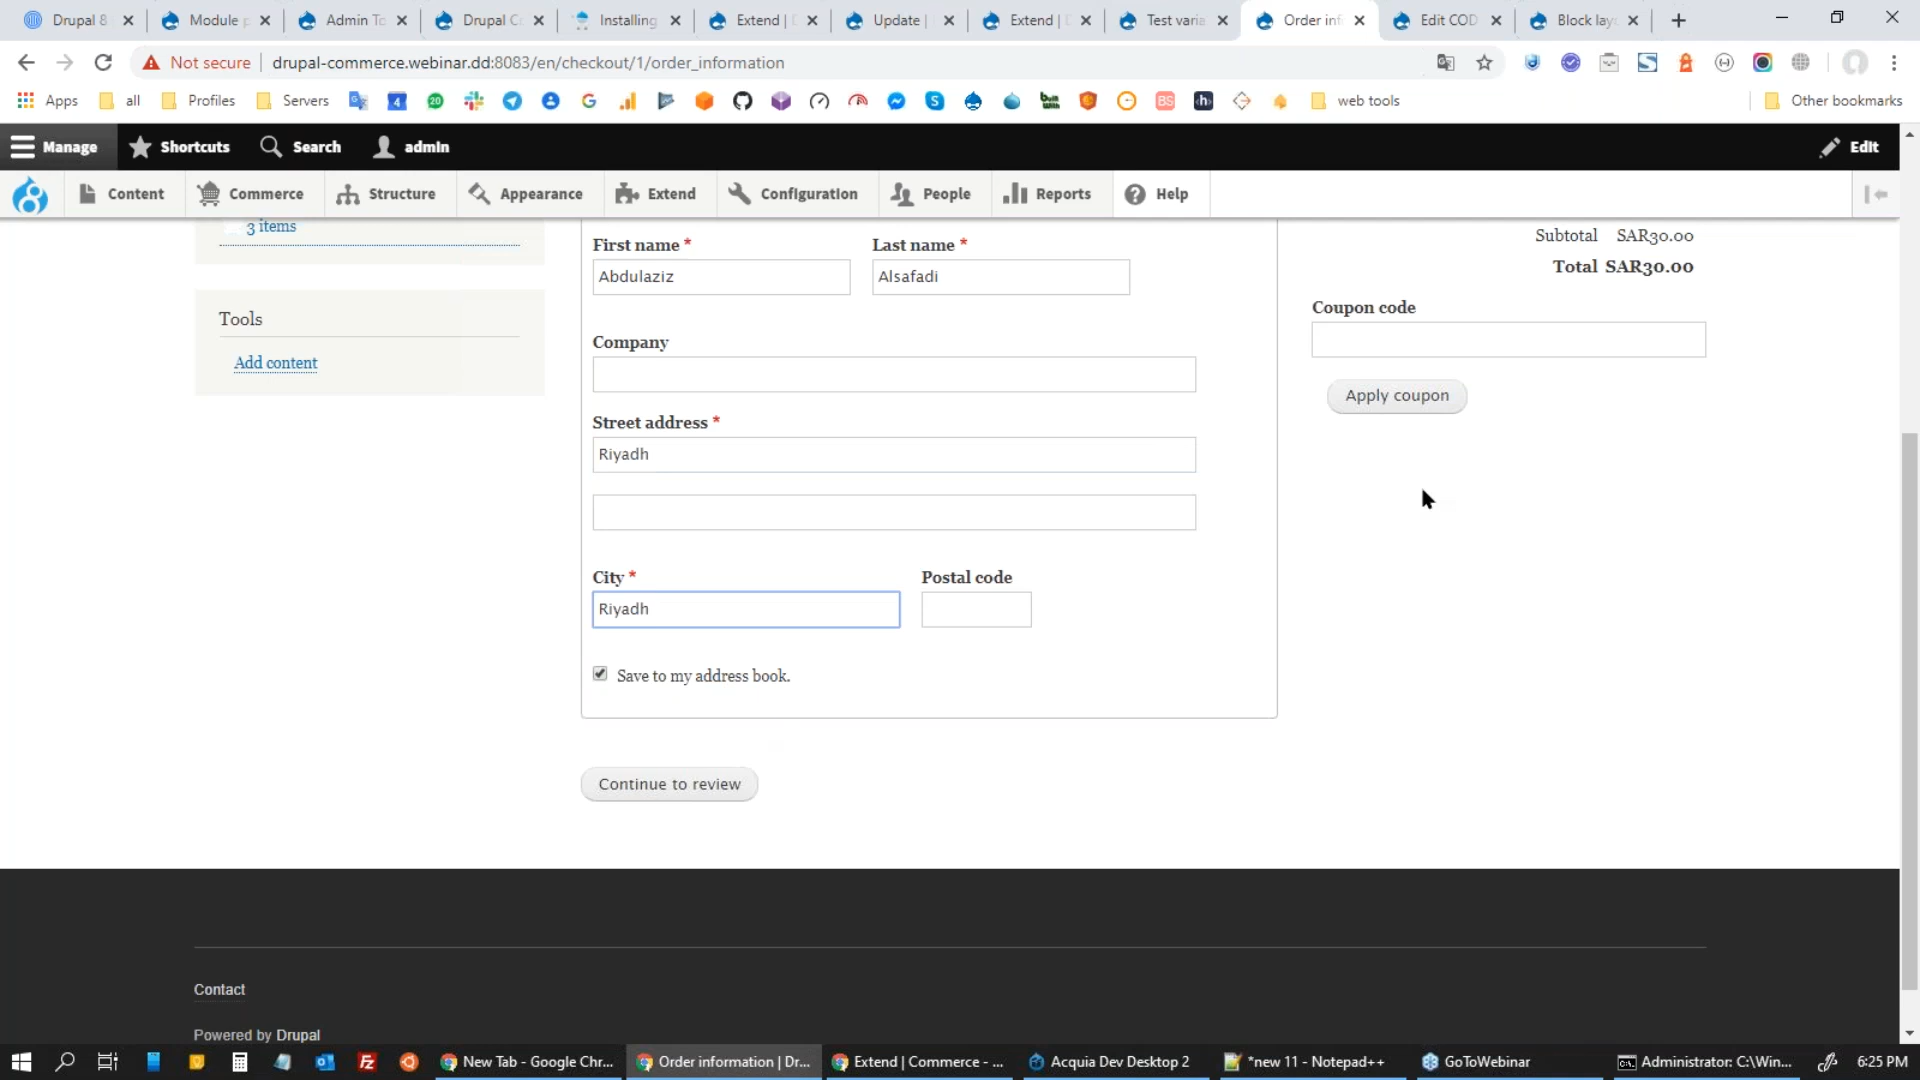 Drupal 8
Module p
Admin To
Drupal C
Installing
Extend | D
Update |
Extend | D
Test varia
Order inf
Edit COD
Block lay
Not secure
drupal-commerce.webinar.dd:8083/en/checkout/1/order_information
Apps
all
Profiles
Servers
web tools
Other bookmarks
Manage
Shortcuts
Search
admin
Edit
Content
Commerce
Structure
Appearance
Extend
Configuration
People
Reports
Help
3 items
Tools
Add content
First name *
Last name *
Abdulaziz
Alsafadi
Company
Street address *
Riyadh
City *
Postal code
Riyadh
Save to my address book.
Continue to review
Subtotal SAR30.00
Total SAR30.00
Coupon code
Apply coupon
Contact
Powered by Drupal
New Tab - Google Chr...
Order information | Dr...
Extend | Commerce - ...
Acquia Dev Desktop 2
*new 11 - Notepad++
GoToWebinar
Administrator: C:\Win...
6:25 PM